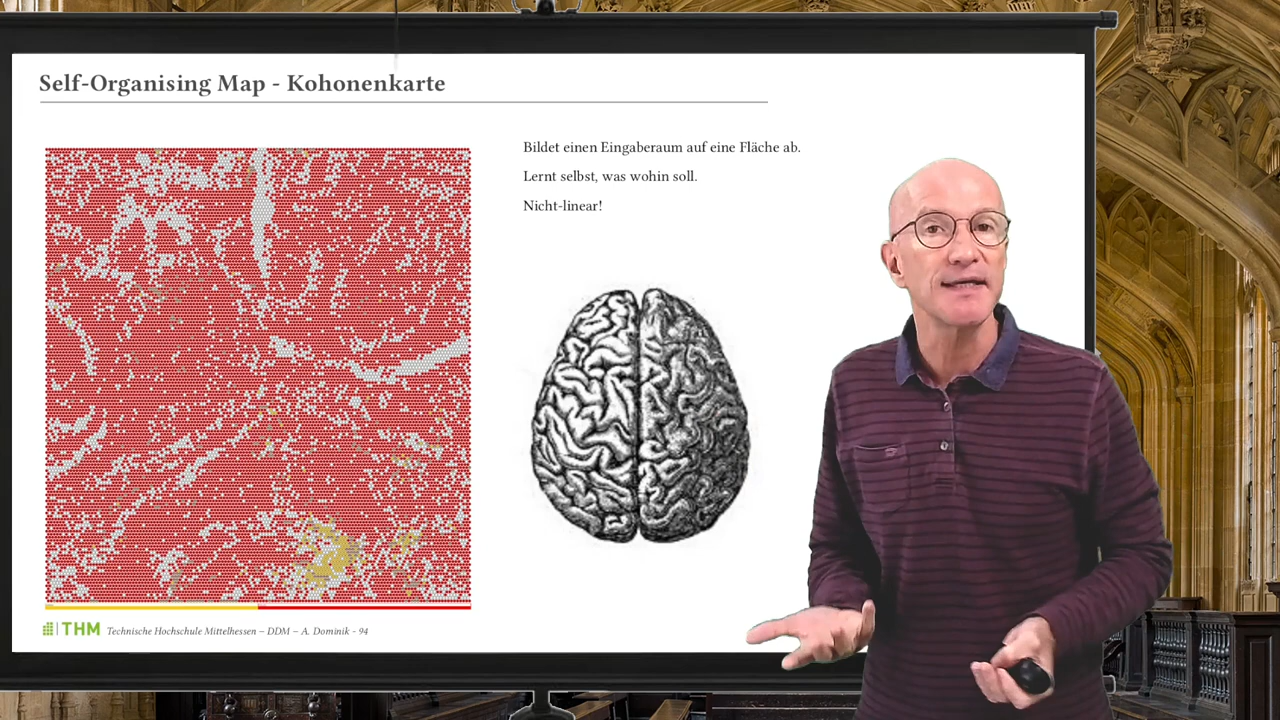 Self-Organising Map - Kohonenkarte
Bildet einen Eingaberaum auf eine Fläche ab.
Lernt selbst, was wohin soll.
Nicht-linear!
THM Technische Hochschule Mittelhessen – DDM – A. Dominik - 94